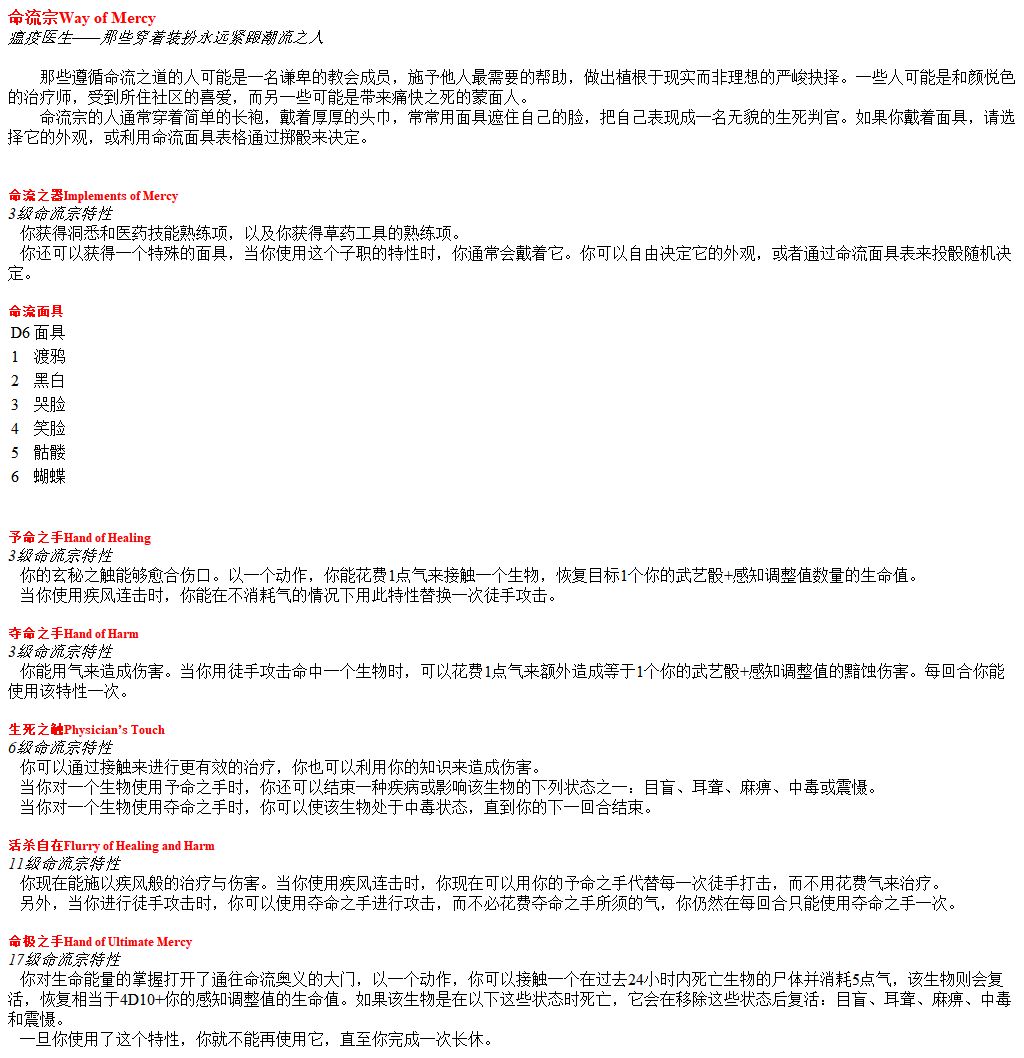 命流宗Way of Mercy
瘟疫医生——那些穿着装扮永远紧跟潮流之人
那些遵循命流之道的人可能是一名谦卑的教会成员，施予他人最需要的帮助，做出植根于现实而非理想的严峻抉择。一些人可能是和颜悦色
的治疗师，受到所住社区的喜爱，而另一些可能是带来痛快之死的蒙面人。
命流宗的人通常穿着简单的长袍，戴着厚厚的头巾，常常用面具遮住自己的脸，把自己表现成一名无貌的生死判官。如果你戴着面具，请选
择它的外观，或利用命流面具表格通过掷骰来决定。
命流之器Implements of Mercy
3级命流宗特性
你获得洞悉和医药技能熟练项，以及你获得草药工具的熟练项。
你还可以获得一个特殊的面具，当你使用这个子职的特性时，你通常会戴着它。你可以自由决定它的外观，或者通过命流面具表来投骰随机决
定。
命流面具
D6 面具
1 渡鸦
2 黑白
3 哭脸
4 笑脸
5 骷髅
6 蝴蝶
予命之手Hand of Healing
3级命流宗特性
你的玄秘之触能够愈合伤口。以一个动作，你能花费1点气来接触一个生物，恢复目标1个你的武艺骰+感知调整值数量的生命值。
当你使用疾风连击时，你能在不消耗气的情况下用此特性替换一次徒手攻击。
夺命之手Hand of Harm
3级命流宗特性
你能用气来造成伤害。当你用徒手攻击命中一个生物时，可以花费1点气来额外造成等于1个你的武艺骰+感知调整值的黯蚀伤害。每回合你能
使用该特性一次。
生死之触Physician’s Touch
6级命流宗特性
你可以通过接触来进行更有效的治疗，你也可以利用你的知识来造成伤害。
当你对一个生物使用予命之手时，你还可以结束一种疾病或影响该生物的下列状态之一：目盲、耳聋、麻痹、中毒或震慑。
当你对一个生物使用夺命之手时，你可以使该生物处于中毒状态，直到你的下一回合结束。
活杀自在Flurry of Healing and Harm
11级命流宗特性
你现在能施以疾风般的治疗与伤害。当你使用疾风连击时，你现在可以用你的予命之手代替每一次徒手打击，而不用花费气来治疗。
另外，当你进行徒手攻击时，你可以使用夺命之手进行攻击，而不必花费夺命之手所须的气，你仍然在每回合只能使用夺命之手一次。
命极之手Hand of Ultimate Mercy
17级命流宗特性
你对生命能量的掌握打开了通往命流奥义的大门，以一个动作，你可以接触一个在过去24小时内死亡生物的尸体并消耗5点气，该生物则会复
活，恢复相当于4D10+你的感知调整值的生命值。如果该生物是在以下这些状态时死亡，它会在移除这些状态后复活：目盲、耳聋、麻痹、中毒
和震慑。
一旦你使用了这个特性，你就不能再使用它，直至你完成一次长休。